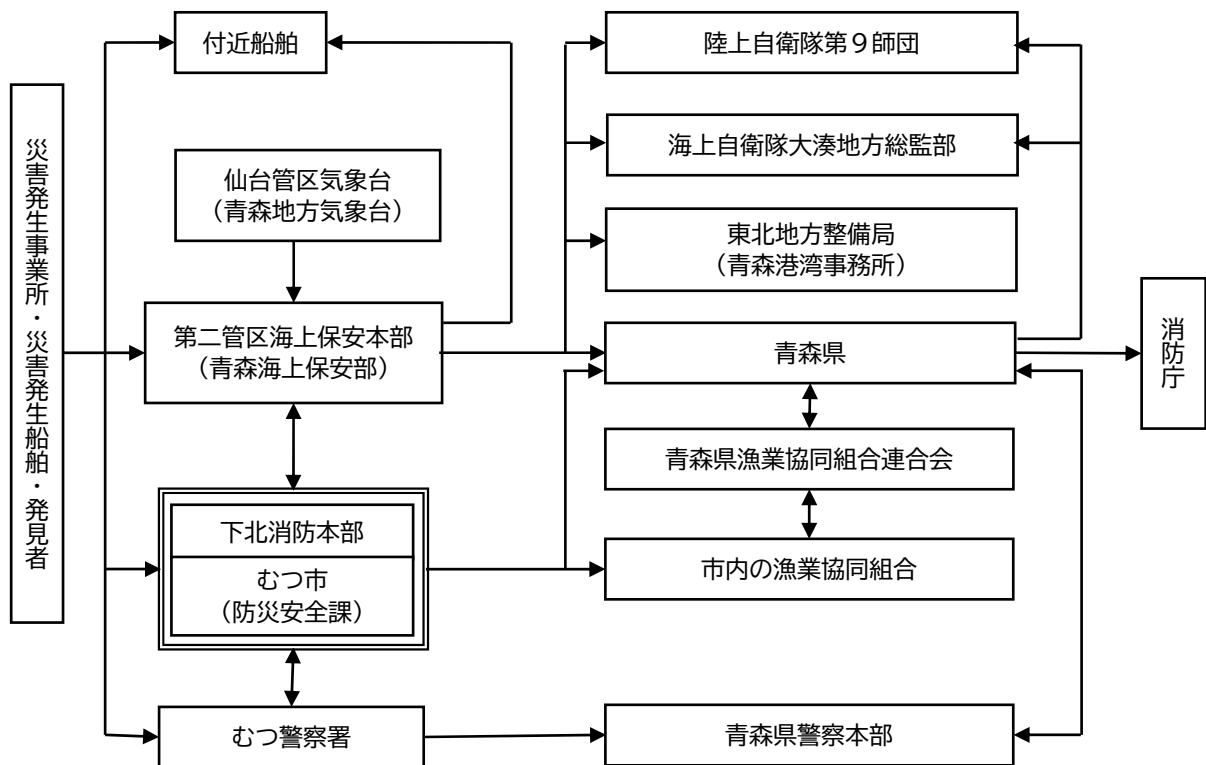 災害発生事業所・災害発生船舶・発見者
付近船舶
仙台管区気象台
（青森地方気象台）
第二管区海上保安本部
（青森海上保安部）
下北消防本部
むつ市
（防災安全課）
むつ警察署
陸上自衛隊第９師団
海上自衛隊大湊地方総監部
東北地方整備局
（青森港湾事務所）
青森県
青森県漁業協同組合連合会
市内の漁業協同組合
青森県警察本部
消防庁